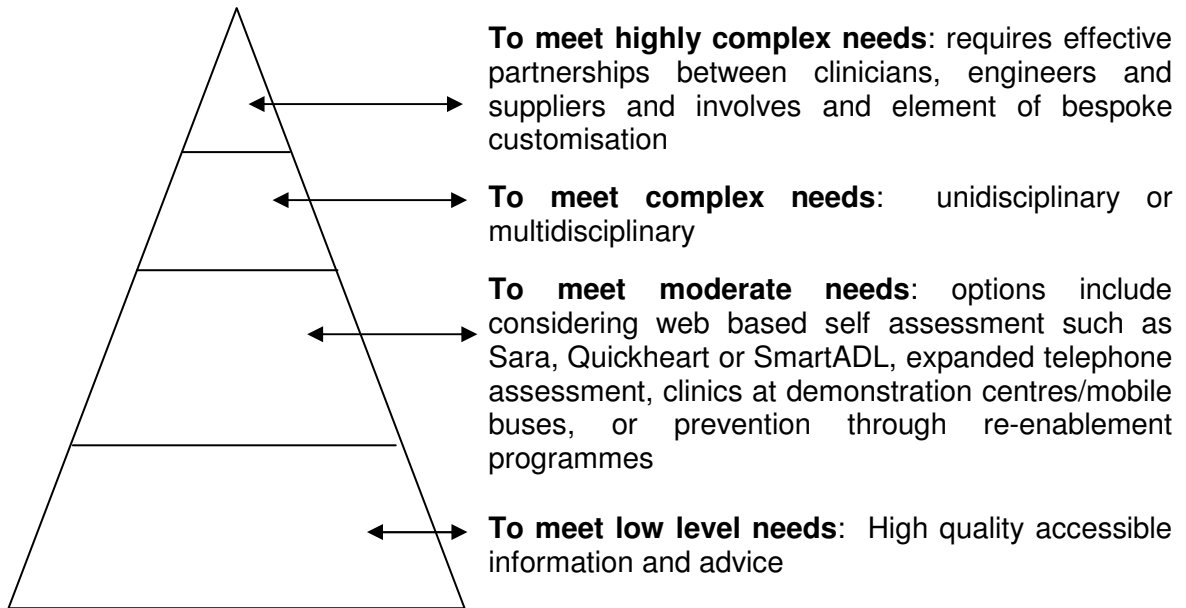 To meet highly complex needs: requires effective
partnerships between clinicians, engineers and
suppliers and involves and element of bespoke
customisation
To meet complex needs: unidisciplinary or
multidisciplinary
To meet moderate needs: options include
considering web based self assessment such as
Sara, Quickheart or SmartADL, expanded telephone
assessment, clinics at demonstration centres/mobile
buses, or prevention through re-enablement
programmes
To meet low level needs: High quality accessible
information and advice